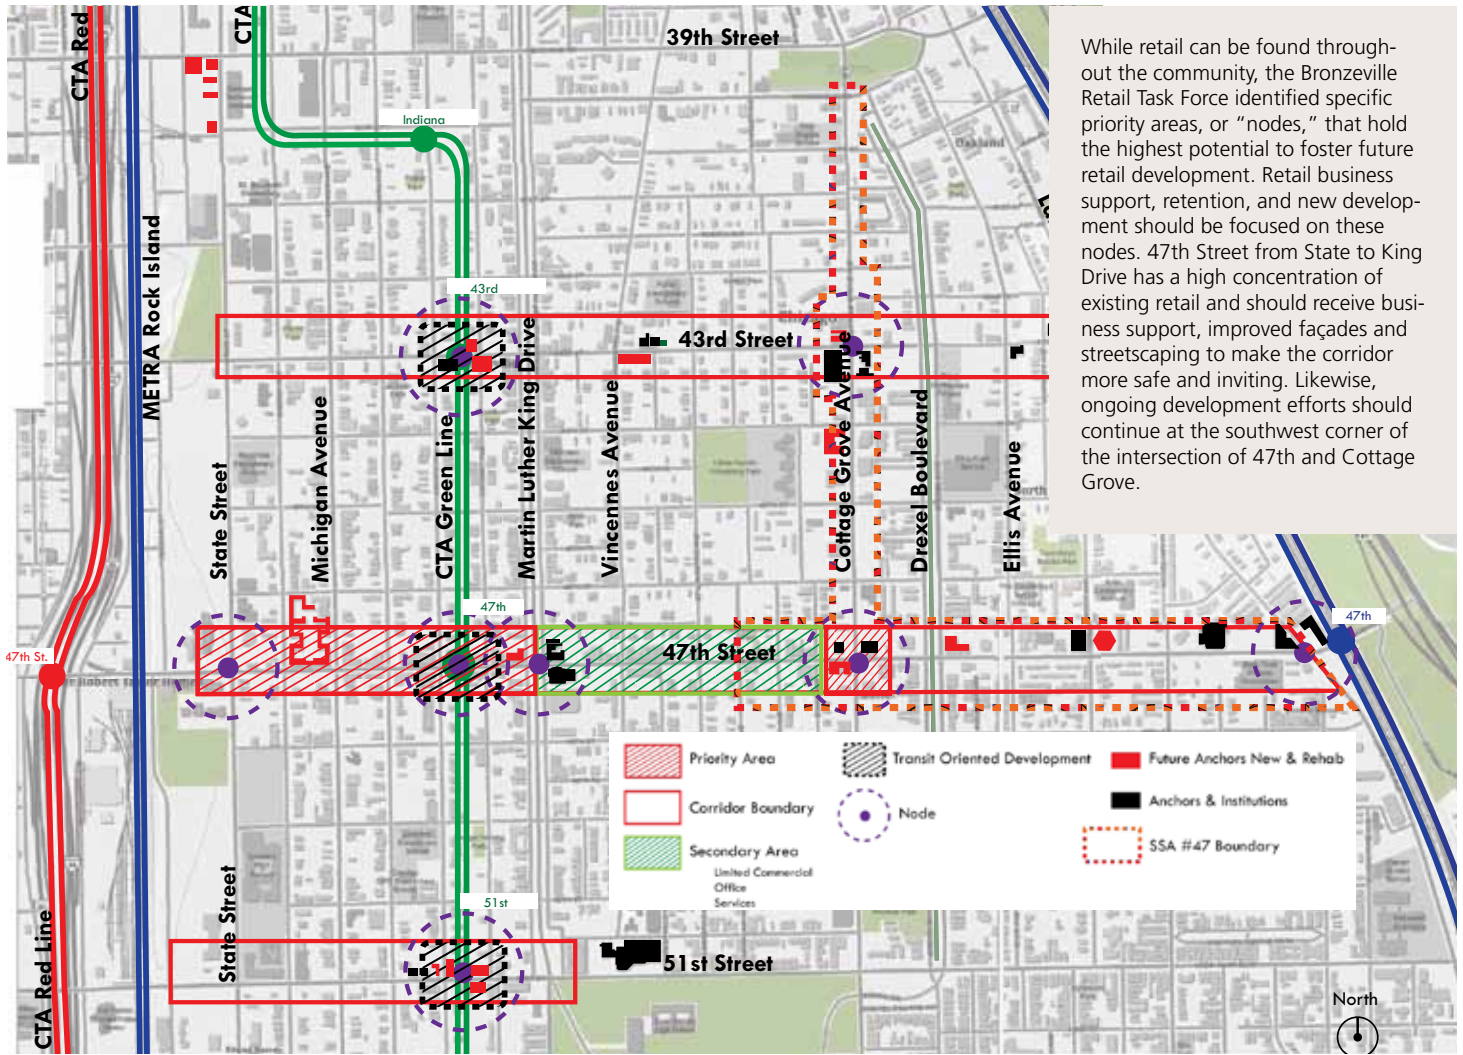 CTA Red
CTA
39th Street
Indiana
METRA Rock Island
43rd
43rd Street
State Street
Michigan Avenue
CTA Green Line
Martin Luther King Drive
Vincennes Avenue
Cottage Grove Avenue
Drexel Boulevard
Ellis Avenue
Oakland
While retail can be found through-
out the community, the Bronzeville
Retail Task Force identified specific
priority areas, or “nodes,” that hold
the highest potential to foster future
retail development. Retail business
support, retention, and new develop-
ment should be focused on these
nodes. 47th Street from State to King
Drive has a high concentration of
existing retail and should receive busi-
ness support, improved façades and
streetscaping to make the corridor
more safe and inviting. Likewise,
ongoing development efforts should
continue at the southwest corner of
the intersection of 47th and Cottage
Grove.
47th St.
47th
47th Street
47th
Priority Area
Corridor Boundary
Secondary Area
Limited Commercial
Office
Services
Transit Oriented Development
Node
Future Anchors New & Rehab
Anchors & Institutions
SSA #47 Boundary
State Street
CTA Red Line
51st
51st Street
North